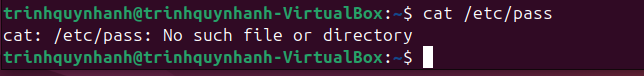 trinhquynhanh@trinhquynhanh-VirtualBox:~$ cat /etc/pass
cat: /etc/pass: No such file or directory
trinhquynhanh@trinhquynhanh-VirtualBox:~$